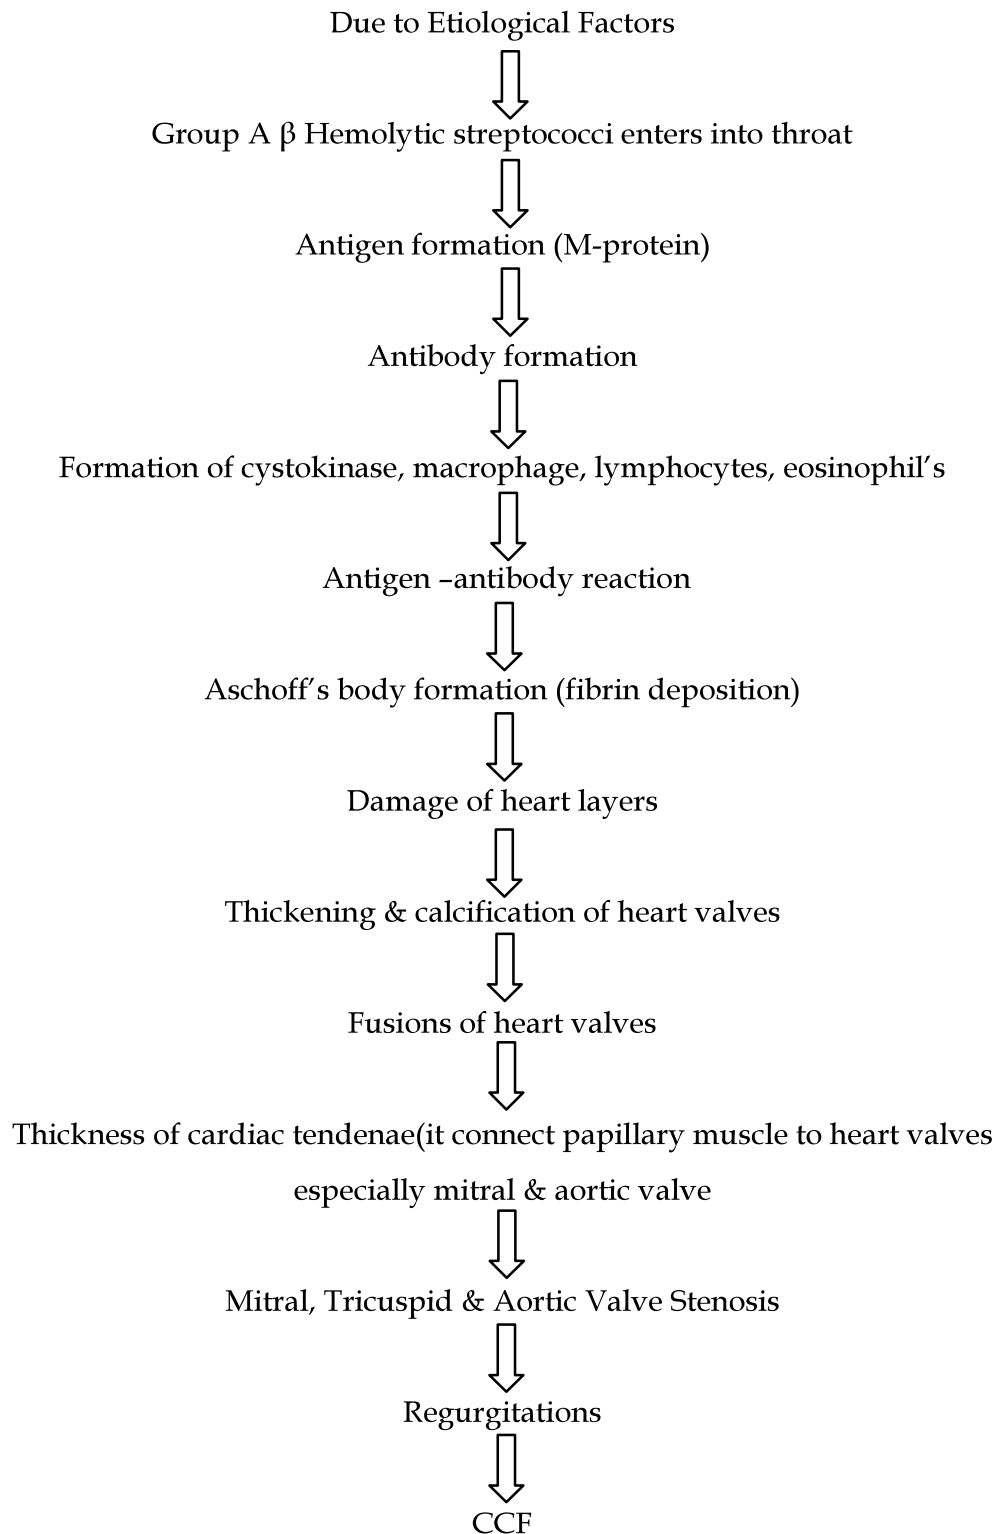 Due to Etiological Factors
Group A β Hemolytic streptococci enters into throat
Antigen formation (M-protein)
Antibody formation
Formation of cystokinase, macrophage, lymphocytes, eosinophil’s
Antigen –antibody reaction
Aschoff’s body formation (fibrin deposition)
Damage of heart layers
Thickening & calcification of heart valves
Fusions of heart valves
Thickness of cardiac tendenae(it connect papillary muscle to heart valves
especially mitral & aortic valve
Mitral, Tricuspid & Aortic Valve Stenosis
Regurgitations
CCF